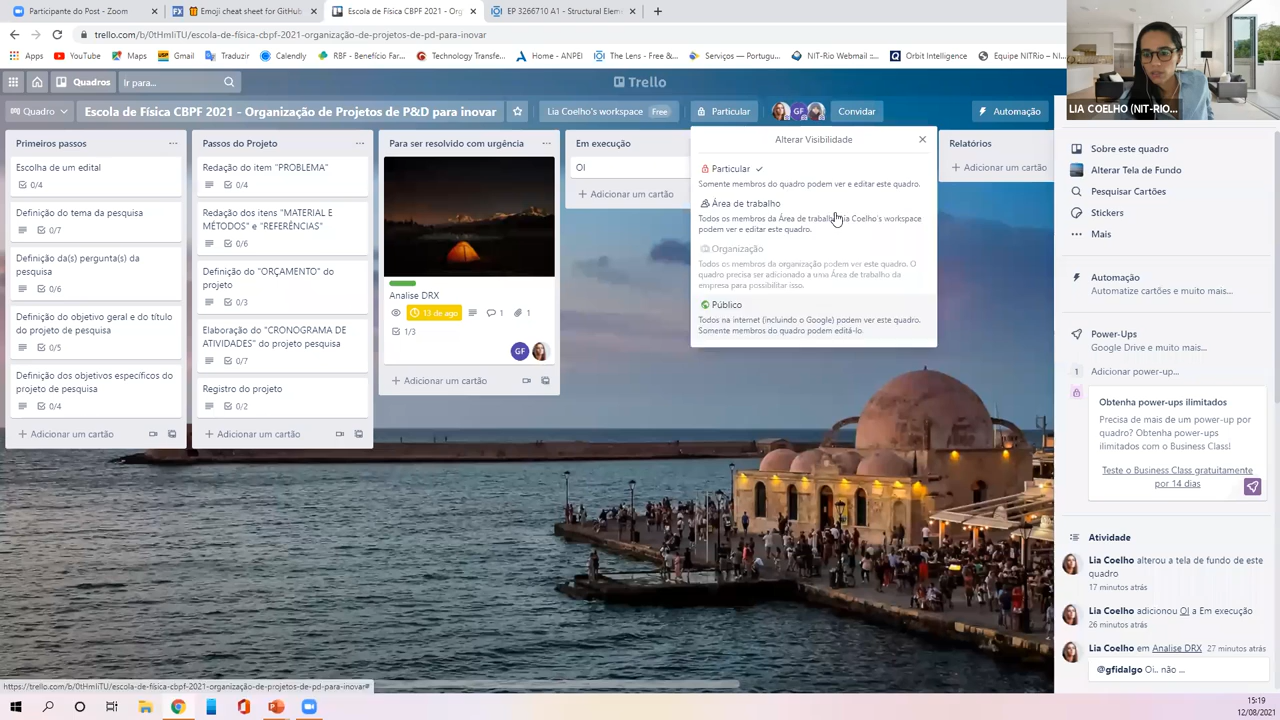 Participante do Post - Zoom
Emoji cheat sheet for GitHub
Escola de Física CBPF 2021 - Org
EP 3266710 A1 - Structural Elem
trello.com/b/0tHmIiTU/escola-de-física-cbpf-2021-organização-de-projetos-de-pd-para-inovar
Apps
YouTube
Maps
Gmail
Traduzir
Calendly
RBF - Benefício Far...
Technology Transfer...
Home - ANPEI
The Lens - Free &...
Serviços — Portugu...
NIT-Rio Webmail ::...
Orbit Intelligence
Equipe NITRio – N...
LIA COELHO (NIT-RIO...
Quadros
Ir para...
Trello
Quadro
Escola de Física CBPF 2021 - Organização de Projetos de P&D para inovar
Lia Coelho's workspace
Free
Particular
GF
Convidar
Automação
Primeiros passos
Escolha de um edital
0/4
Definição do tema da pesquisa
0/7
Definição da(s) pergunta(s) da
pesquisa
0/6
Definição do objetivo geral e do título
do projeto de pesquisa
0/5
Definição dos objetivos específicos do
projeto de pesquisa
0/4
Adicionar um cartão
Passos do Projeto
Redação do item "PROBLEMA"
0/4
Redação dos itens "MATERIAL E
MÉTODOS" e "REFERÊNCIAS"
0/6
Definição do "ORÇAMENTO" do
projeto
0/3
Elaboração do "CRONOGRAMA DE
ATIVIDADES" do projeto pesquisa
0/7
Registro do projeto
0/2
Adicionar um cartão
Para ser resolvido com urgência
Analise DRX
13 de ago
1
1
1/3
GF
Adicionar um cartão
Em execução
OI
Adicionar um cartão
Alterar Visibilidade
Particular
Somente membros do quadro podem ver e editar este quadro.
Área de trabalho
Todos os membros da Área de trabalho Lia Coelho's workspace
podem ver e editar este quadro.
Organização
Todos os membros da organização podem ver este quadro. O
quadro precisa ser adicionado a uma Área de trabalho da
empresa para possibilitar isso.
Público
Todos na internet (incluindo o Google) podem ver este quadro.
Somente membros do quadro podem editá-lo.
Relatórios
Adicionar um cartão
Sobre este quadro
Alterar Tela de Fundo
Pesquisar Cartões
Stickers
Mais
Automação
Automatize cartões e muito mais...
Power-Ups
Google Drive e muito mais...
1
Adicionar power-up...
Obtenha power-ups ilimitados
Precisa de mais de um power-up por
quadro? Obtenha power-ups
ilimitados com o Business Class!
Teste o Business Class gratuitamente
por 14 dias
Atividade
Lia Coelho alterou a tela de fundo de este
quadro
17 minutos atrás
Lia Coelho adicionou OI a Em execução
26 minutos atrás
Lia Coelho em Analise DRX 27 minutos atrás
@gfidalgo Oi.. não ...
https://trello.com/b/0tHmIiTU/escola-de-física-cbpf-2021-organização-de-projetos-de-pd-para-inovar#
15:19
12/08/2021